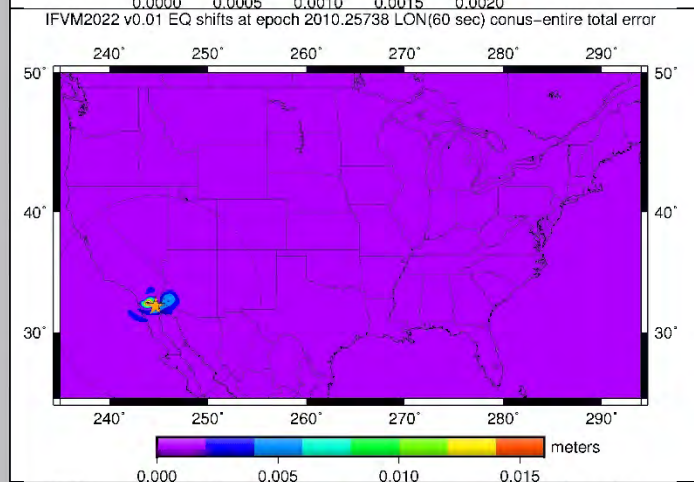 0.0000 0.0005 0.0010 0.0015 0.0020
IFVM2022 v0.01 EQ shifts at epoch 2010.25738 LON(60 sec) conus−entire total error
240° 250° 260° 270° 280° 290°
50° 50°
40° 40°
30° 30°
240° 250° 260° 270° 280° 290°
meters
0.000 0.005 0.010 0.015